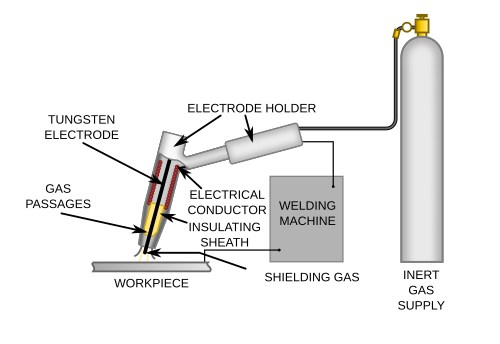 ELECTRODE HOLDER
TUNGSTEN
ELECTRODE
GAS
PASSAGES
ELECTRICAL
CONDUCTOR
INSULATING
SHEATH
WELDING
MACHINE
SHIELDING GAS
WORKPIECE
INERT
GAS
SUPPLY